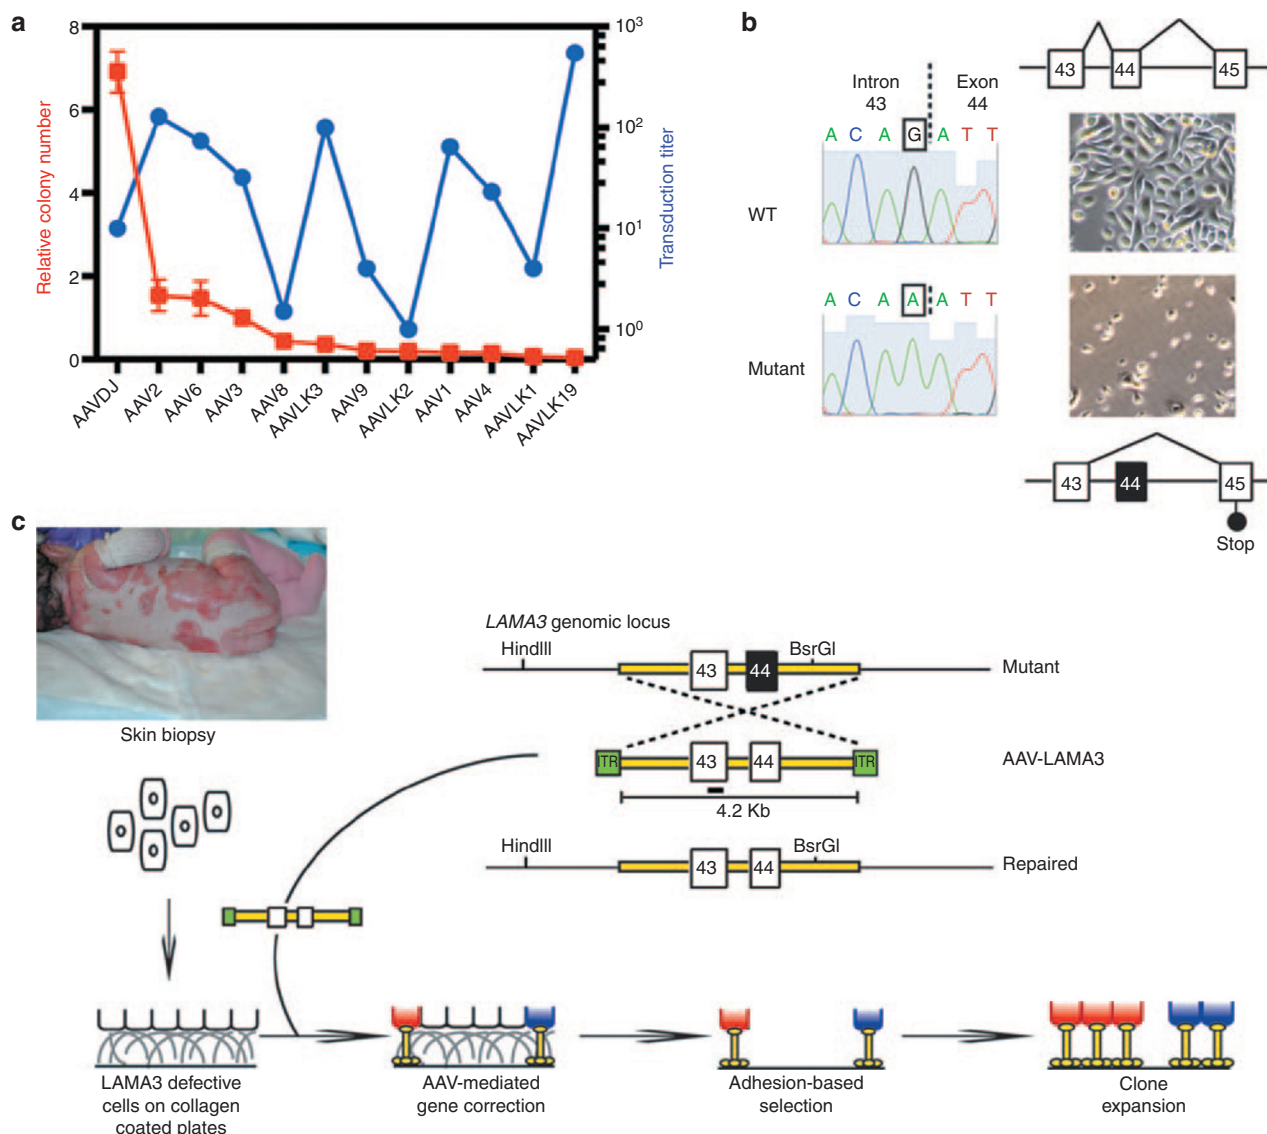 a
Relative colony number
8
6
4
2
0
10³
10²
10¹
10⁰
Transduction titer
AAVDJ
AAV2
AAV6
AAV3
AAV8
AAVLK3
AAV9
AAVLK2
AAV1
AAV4
AAVLK1
AAVLK19
b
Intron
43
Exon
44
A C A G A T T
WT
A C A A A T T
Mutant
43 44 45
43 44 45
Stop
c
Skin biopsy
LAMA3 genomic locus
HindIII BsrGI
43 44
Mutant
ITR 43 44 ITR
AAV-LAMA3
4.2 Kb
HindIII BsrGI
43 44
Repaired
LAMA3 defective
cells on collagen
coated plates
AAV-mediated
gene correction
Adhesion-based
selection
Clone
expansion